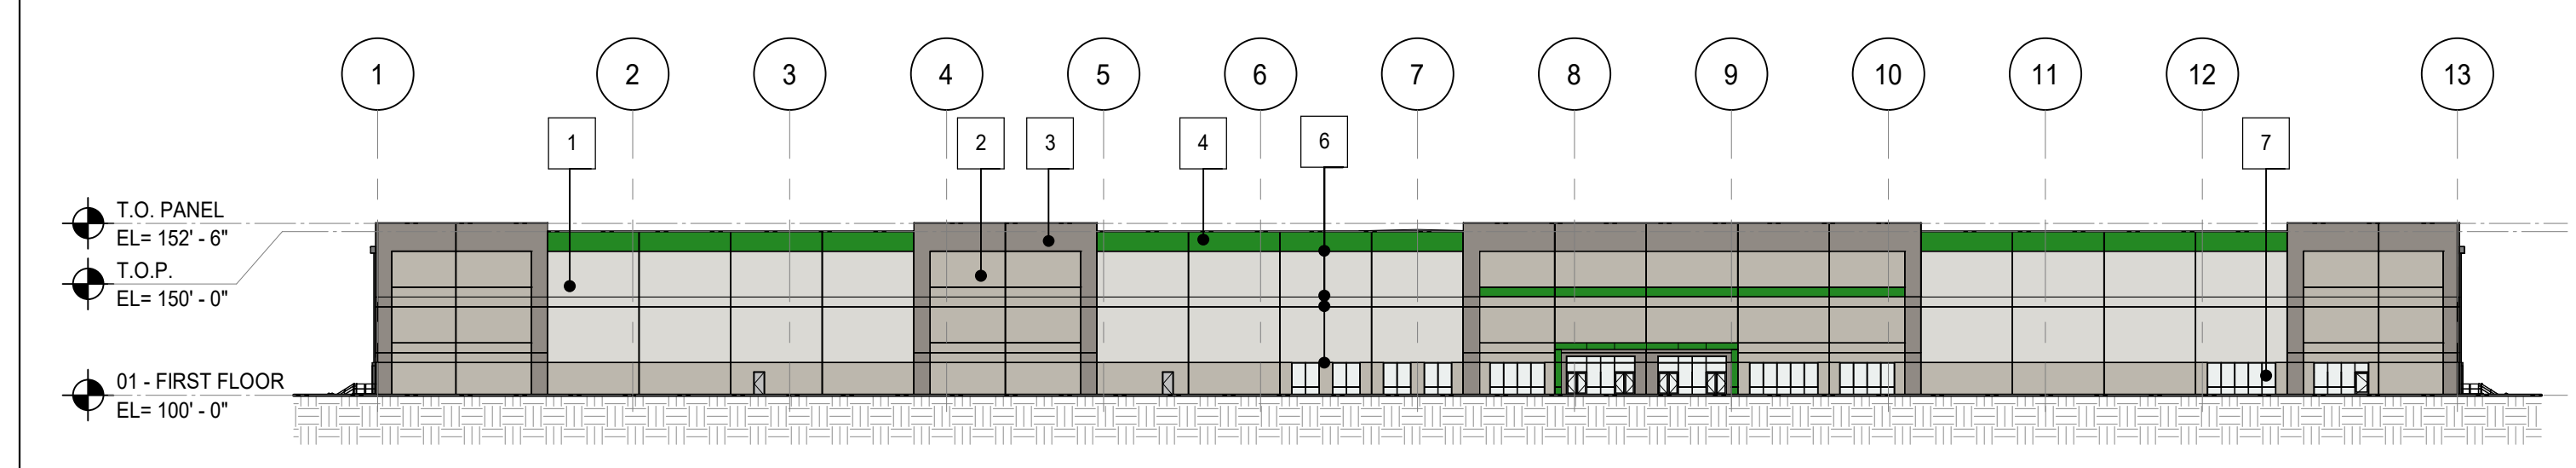 1 2 3 4 5 6 7 8 9 10 11 12 13
1 2 3 4 6 7
T.O. PANEL
EL= 152' - 6"
T.O.P.
EL= 150' - 0"
01 - FIRST FLOOR
EL= 100' - 0"